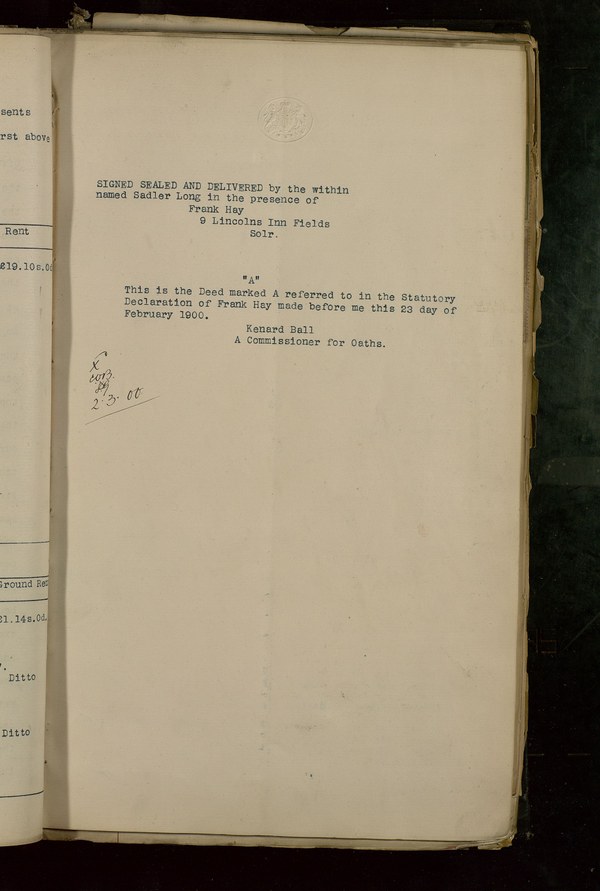 sents
rst above
Rent
£19.10s.0d
Ground Ren
£1.14s.0d.
Ditto
Ditto
SIGNED SEALED AND DELIVERED by the within
named Sadler Long in the presence of
Frank Hay
9 Lincolns Inn Fields
Solr.
"A"
This is the Deed marked A referred to in the Statutory
Declaration of Frank Hay made before me this 23 day of
February 1900.
Kenard Ball
A Commissioner for Oaths.
X
2.3.00